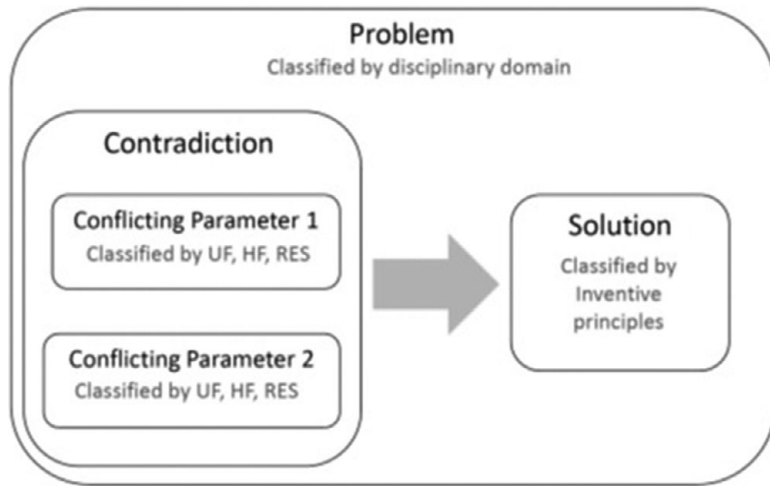 Problem
Classified by disciplinary domain
Contradiction
Conflicting Parameter 1
Classified by UF, HF, RES
Conflicting Parameter 2
Classified by UF, HF, RES
Solution
Classified by
Inventive
principles